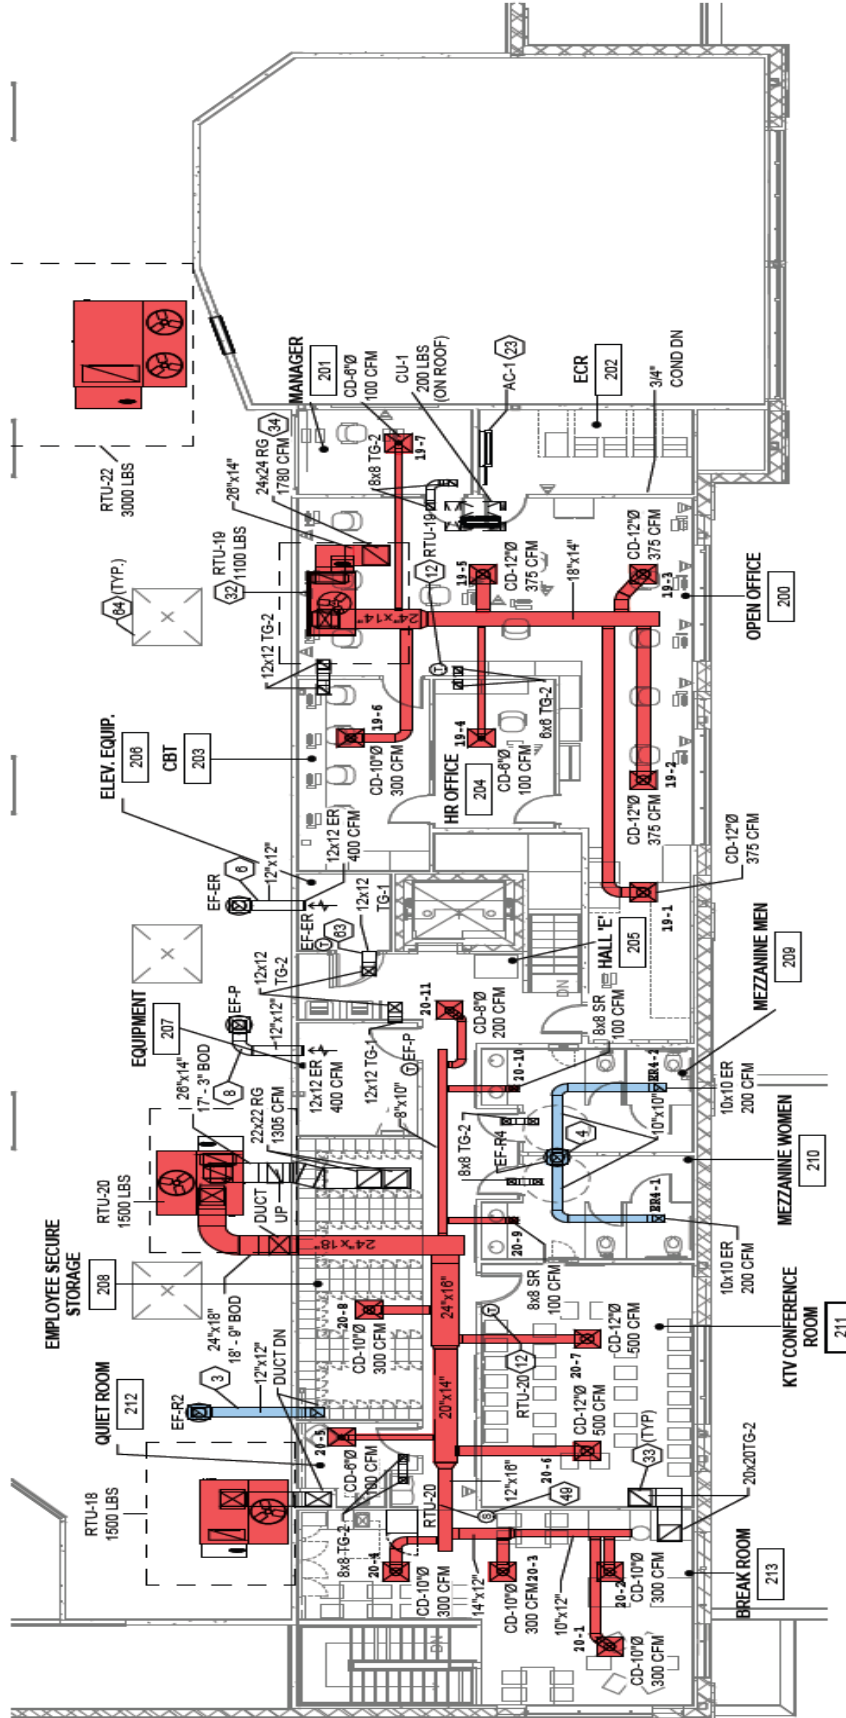 RTU-22
3000 LBS
MANAGER
201
CD-6"Ø
100 CFM
19-7
CU-1
200 LBS
(ON ROOF)
AC-1
23
ECR
202
3/4"
COND DN
8x8 TG-2
34
24x24 RG
1780 CFM
26"x14"
RTU-19
1100 LBS
32
64
(TYP.)
12x12 TG-2
24"x14"
12
RTU-19
T
19-5
CD-12"Ø
375 CFM
18"x14"
CD-12"Ø
375 CFM
19-3
OPEN OFFICE
200
19-6
CD-10"Ø
300 CFM
19-4
CD-6"Ø
100 CFM
6x6 TG-2
HR OFFICE
204
CD-12"Ø
375 CFM
19-2
CD-12"Ø
375 CFM
19-1
ELEV. EQUIP.
206
CBT
203
EF-ER
6
12"x12"
12x12 ER
400 CFM
EF-ER
T
63
12x12
TG-1
12x12
TG-2
HALL 'E'
205
DN
EQUIPMENT
207
EF-P
8
12"x12"
12x12 ER
400 CFM
12x12 TG-1
EF-P
T
20-11
CD-8"Ø
200 CFM
8"x10"
8x8 SR
100 CFM
20-10
MEZZANINE MEN
209
ER4-2
10x10 ER
200 CFM
10"x10"
4
EF-R4
8x8 TG-2
MEZZANINE WOMEN
210
ER4-1
10x10 ER
200 CFM
20-9
8x8 SR
100 CFM
26"x14"
17' - 3" BOD
22x22 RG
1305 CFM
RTU-20
1500 LBS
DUCT
UP
24"x18"
24"x18"
18' - 9" BOD
EMPLOYEE SECURE
STORAGE
208
20-8
CD-10"Ø
300 CFM
24"x16"
20"x14"
T
12
RTU-20
CD-12"Ø
500 CFM
20-7
CD-12"Ø
500 CFM
20-6
KTV CONFERENCE
ROOM
211
EF-R2
3
12"x12"
DUCT DN
QUIET ROOM
212
20-5
CD-6"Ø
100 CFM
8x8 TG-2
RTU-18
1500 LBS
12"x16"
RTU-20
S
49
33
(TYP)
20x20TG-2
20-4
CD-10"Ø
300 CFM
14"x12"
CD-10"Ø
300 CFM
20-3
10"x12"
20-2
CD-10"Ø
300 CFM
20-1
CD-10"Ø
300 CFM
BREAK ROOM
213
DN